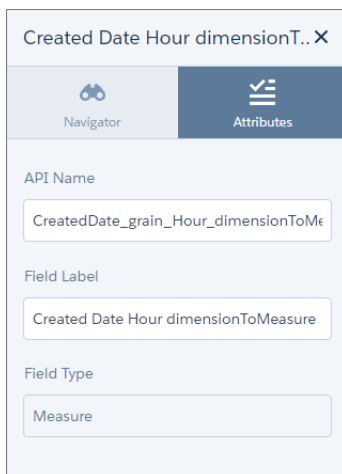 Created Date Hour dimensionT..
Navigator
Attributes
API Name
CreatedDate_grain_Hour_dimensionToMe
Field Label
Created Date Hour dimensionToMeasure
Field Type
Measure